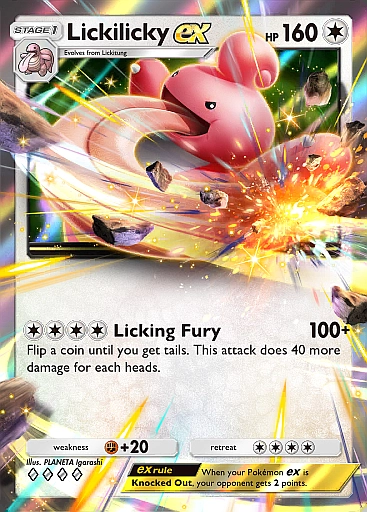 STAGE 1 Lickilicky ex HP 160
Evolves from Lickitung
Licking Fury 100+
Flip a coin until you get tails. This attack does 40 more
damage for each heads.
weakness +20 retreat
Illus. PLANETA Igarashi
ex rule When your Pokémon ex is
Knocked Out, your opponent gets 2 points.